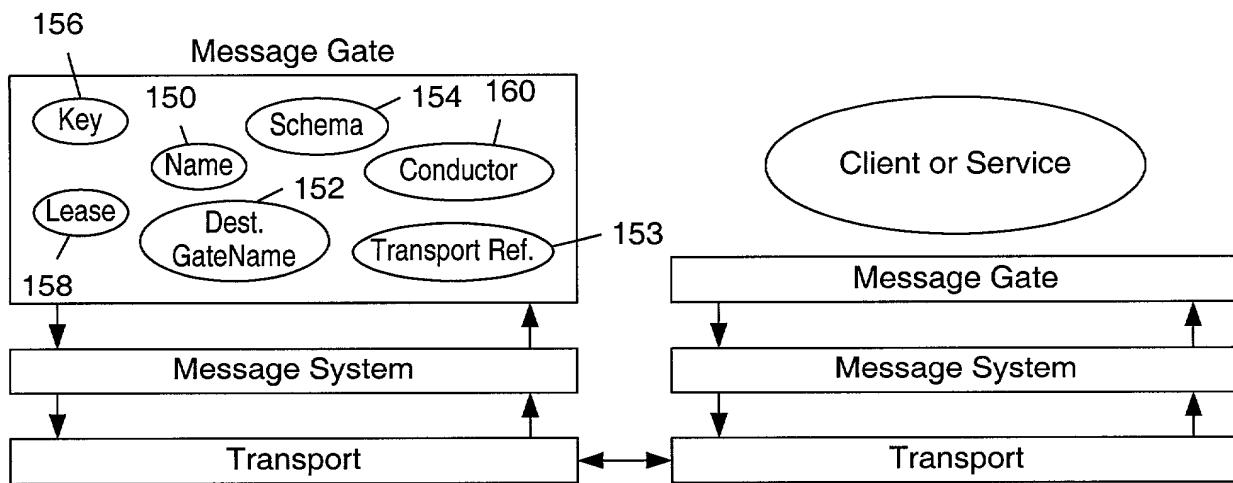 156
Message Gate
150
154
160
Key
Schema
Name
Conductor
Client or Service
152
Lease
Dest.
GateName
Transport Ref.
153
158
Message Gate
Message System
Message System
Transport
Transport